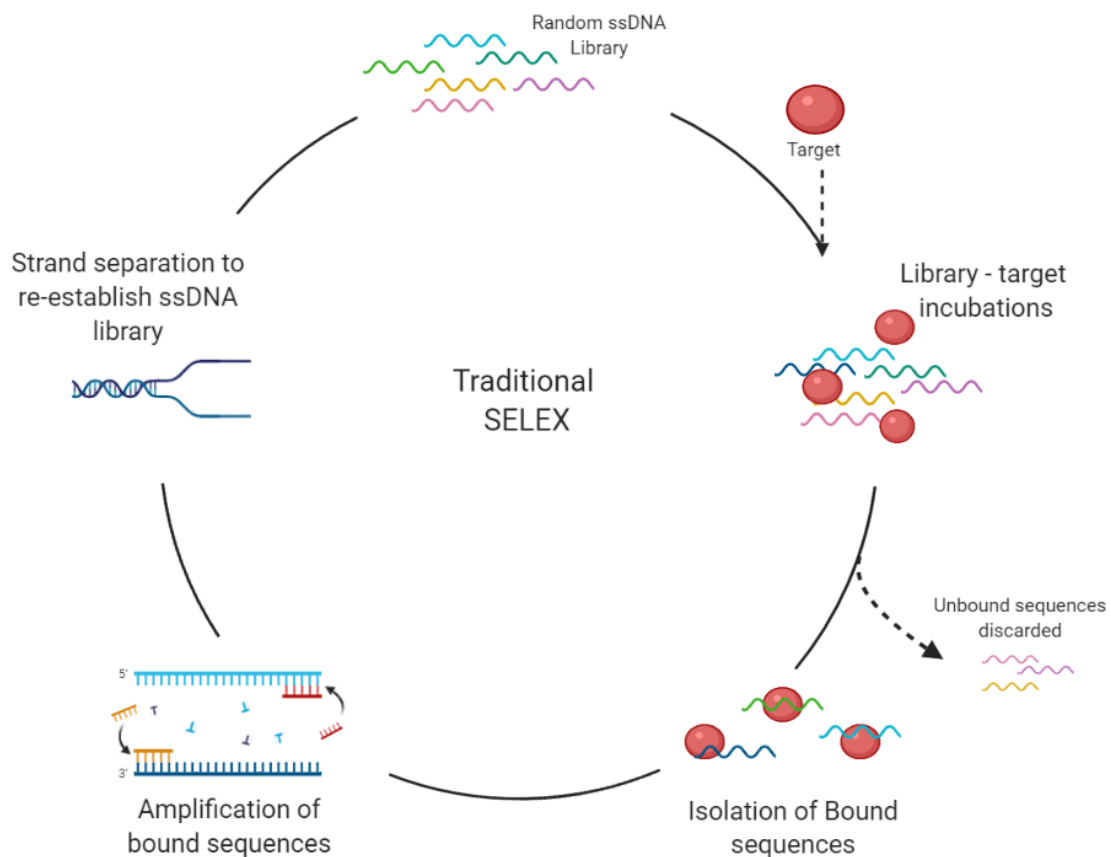 Random ssDNA
Library
Target
Library - target
incubations
Unbound sequences
discarded
Isolation of Bound
sequences
5'
3'
Amplification of
bound sequences
Strand separation to
re-establish ssDNA
library
Traditional
SELEX